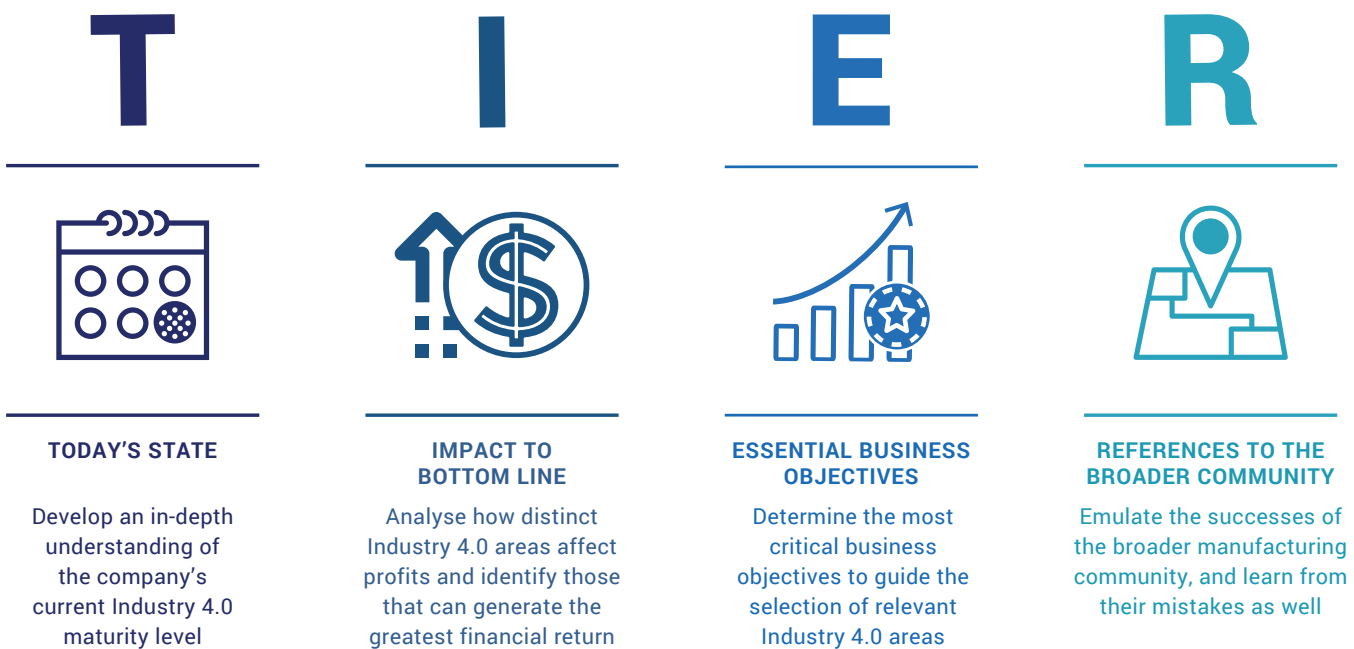 T
I
E
R
TODAY'S STATE
Develop an in-depth
understanding of
the company's
current Industry 4.0
maturity level
IMPACT TO
BOTTOM LINE
Analyse how distinct
Industry 4.0 areas affect
profits and identify those
that can generate the
greatest financial return
ESSENTIAL BUSINESS
OBJECTIVES
Determine the most
critical business
objectives to guide the
selection of relevant
Industry 4.0 areas
REFERENCES TO THE
BROADER COMMUNITY
Emulate the successes of
the broader manufacturing
community, and learn from
their mistakes as well